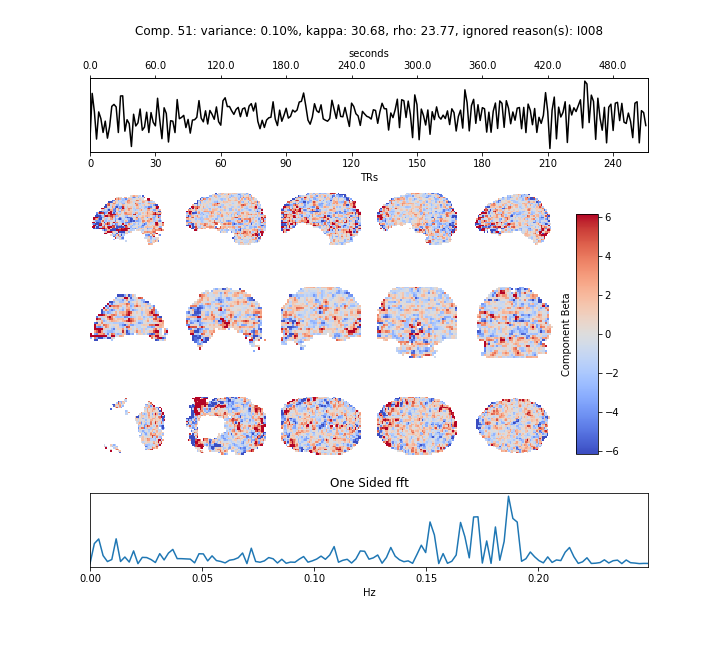 Comp. 51: variance: 0.10%, kappa: 30.68, rho: 23.77, ignored reason(s): I008
seconds
0.0 60.0 120.0 180.0 240.0 300.0 360.0 420.0 480.0
0 30 60 90 120 150 180 210 240
TRs
6
4
2
0
−2
−4
−6
Component Beta
One Sided fft
0.00 0.05 0.10 0.15 0.20
Hz